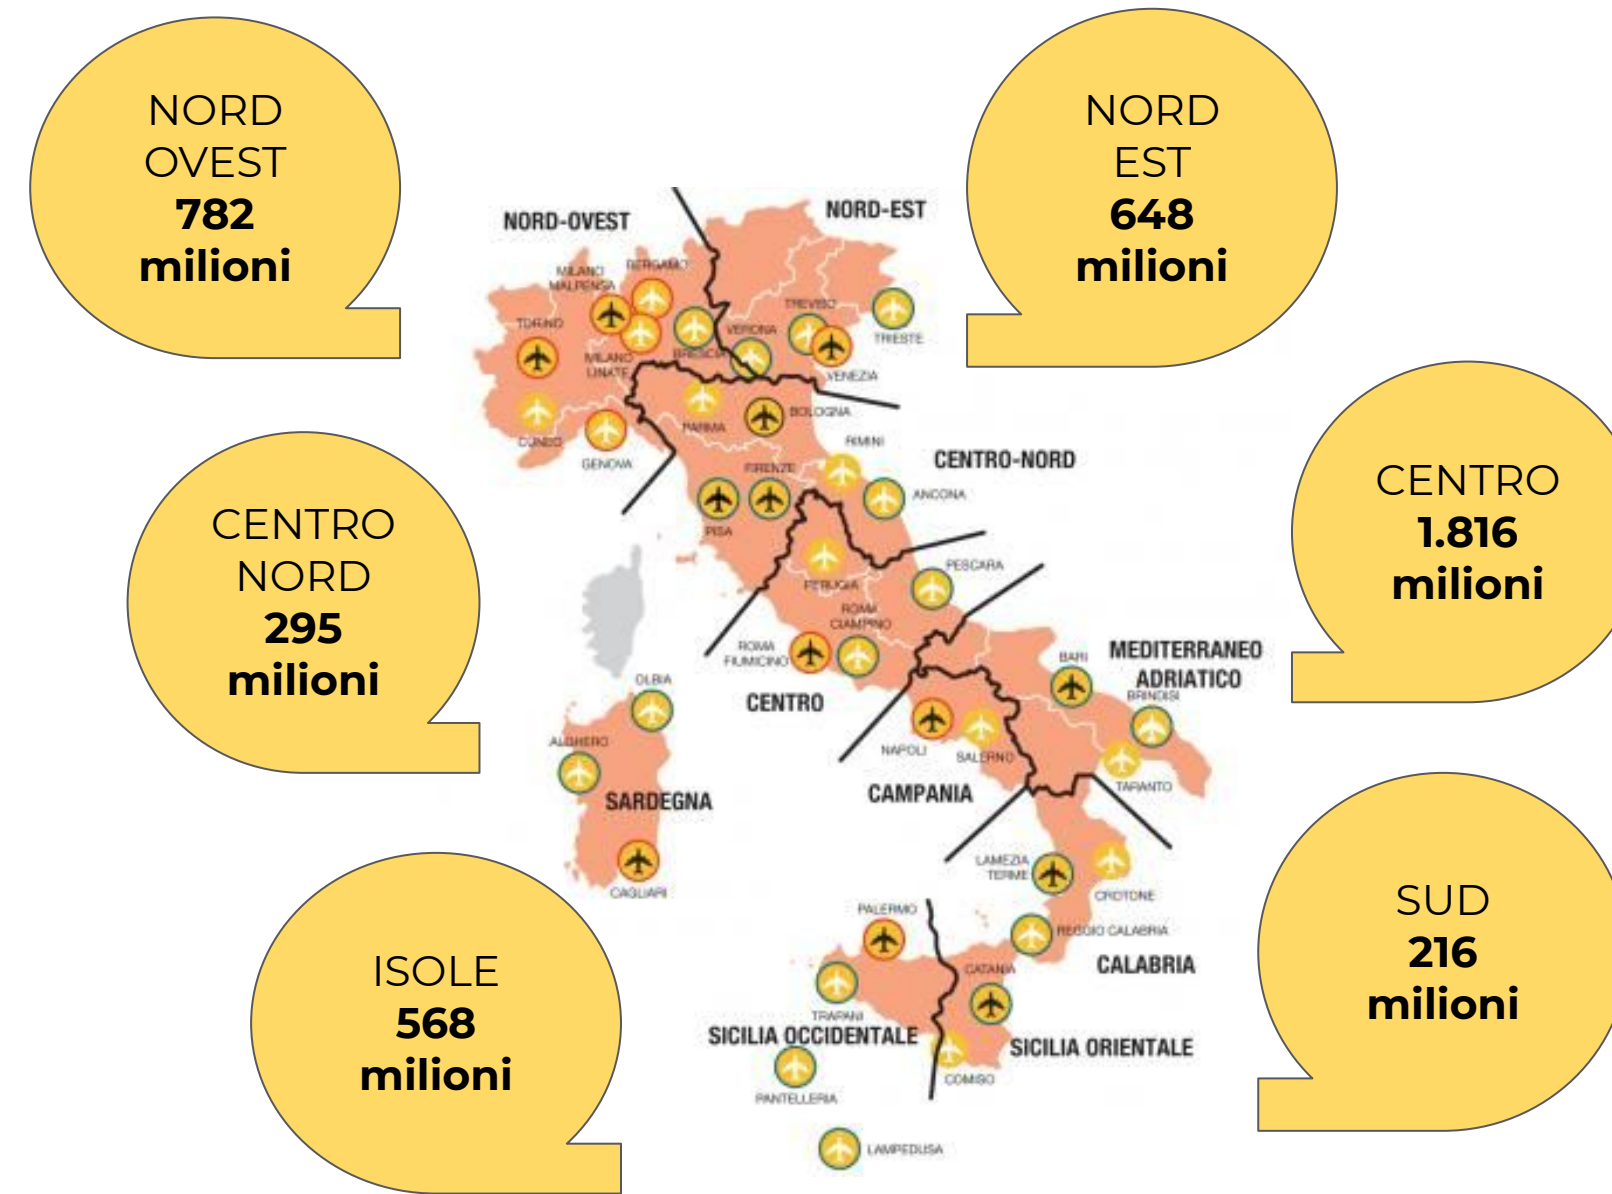 NORD
OVEST
782
milioni
NORD
EST
648
milioni
CENTRO
NORD
295
milioni
CENTRO
1.816
milioni
ISOLE
568
milioni
SUD
216
milioni
NORD-OVEST
NORD-EST
MILANO
MALPENSA
BERGAMO
TORINO
MILANO
LINATE
BRESCIA
VERONA
TREVISO
TRIESTE
VENEZIA
CUNEO
GENOVA
PARMA
BOLOGNA
RIMINI
FIRENZE
CENTRO-NORD
ANCONA
PISA
PERUGIA
PESCARA
ROMA
CIAMPINO
ROMA
FIUMICINO
CENTRO
MEDITERRANEO
ADRIATICO
BARI
BRINDISI
OLBIA
ALGHERO
SARDEGNA
CAGLIARI
NAPOLI
SALERNO
TARANTO
CAMPANIA
LAMEZIA
TERME
CROTONE
REGGIO CALABRIA
CALABRIA
PALERMO
CATANIA
TRAPANI
SICILIA OCCIDENTALE
SICILIA ORIENTALE
COMISO
PANTELLERIA
LAMPEDUSA